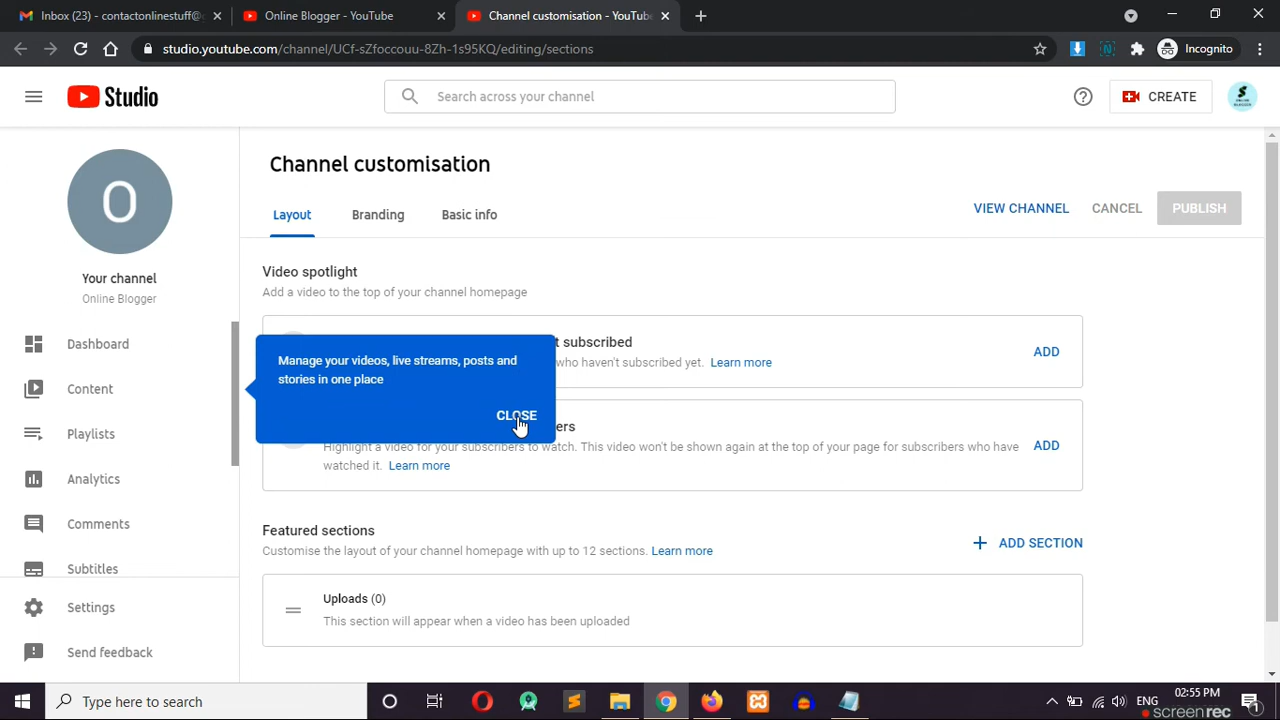 Inbox (23) - contactonlinestuff@
Online Blogger - YouTube
Channel customisation - YouTub
studio.youtube.com/channel/UCf-sZfoccouu-8Zh-1s95KQ/editing/sections
Incognito
Studio
Search across your channel
CREATE
O
Your channel
Online Blogger
Dashboard
Content
Playlists
Analytics
Comments
Subtitles
Settings
Send feedback
Channel customisation
Layout
Branding
Basic info
VIEW CHANNEL
CANCEL
PUBLISH
Video spotlight
Add a video to the top of your channel homepage
t subscribed
who haven't subscribed yet. Learn more
ADD
Manage your videos, live streams, posts and
stories in one place
CLOSE
ers
Highlight a video for your subscribers to watch. This video won't be shown again at the top of your page for subscribers who have
watched it. Learn more
ADD
Featured sections
Customise the layout of your channel homepage with up to 12 sections. Learn more
ADD SECTION
Uploads (0)
This section will appear when a video has been uploaded
Type here to search
ENG
02:55 PM
screenrec